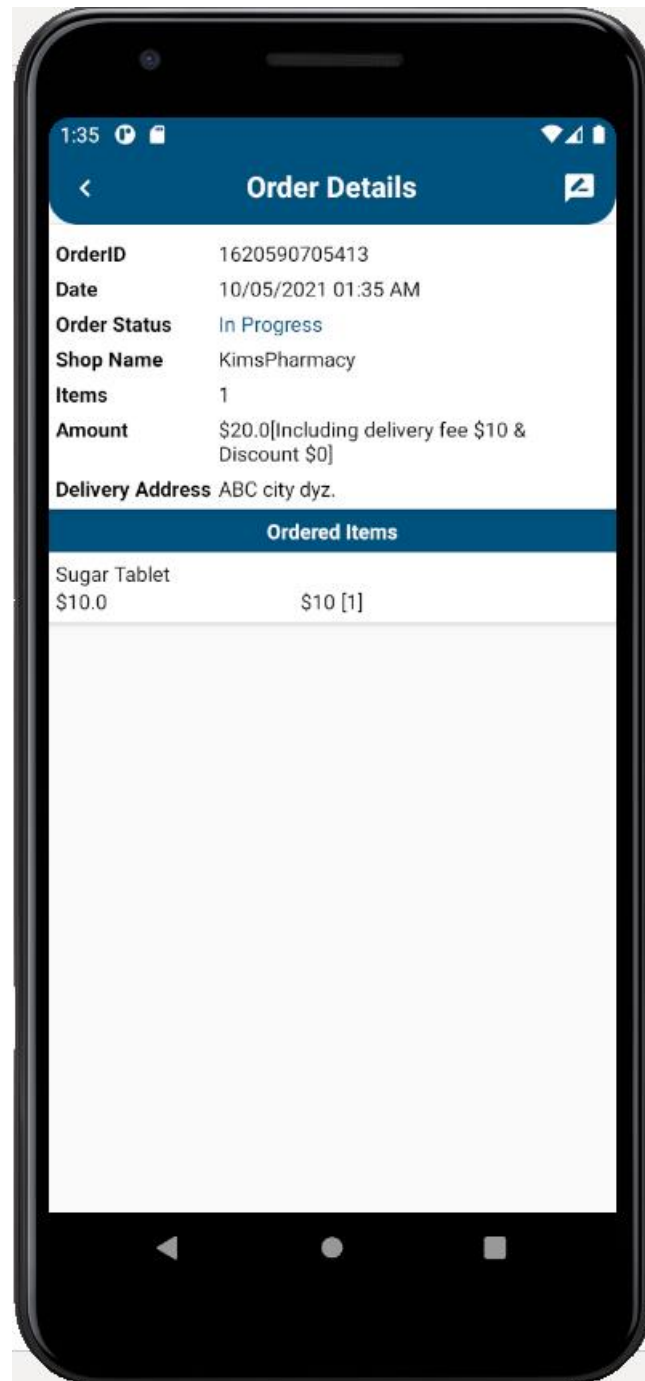 1:35
Order Details
OrderID 1620590705413
Date 10/05/2021 01:35 AM
Order Status In Progress
Shop Name KimsPharmacy
Items 1
Amount $20.0[Including delivery fee $10 &
Discount $0]
Delivery Address ABC city dyz.
Ordered Items
Sugar Tablet
$10.0 $10 [1]